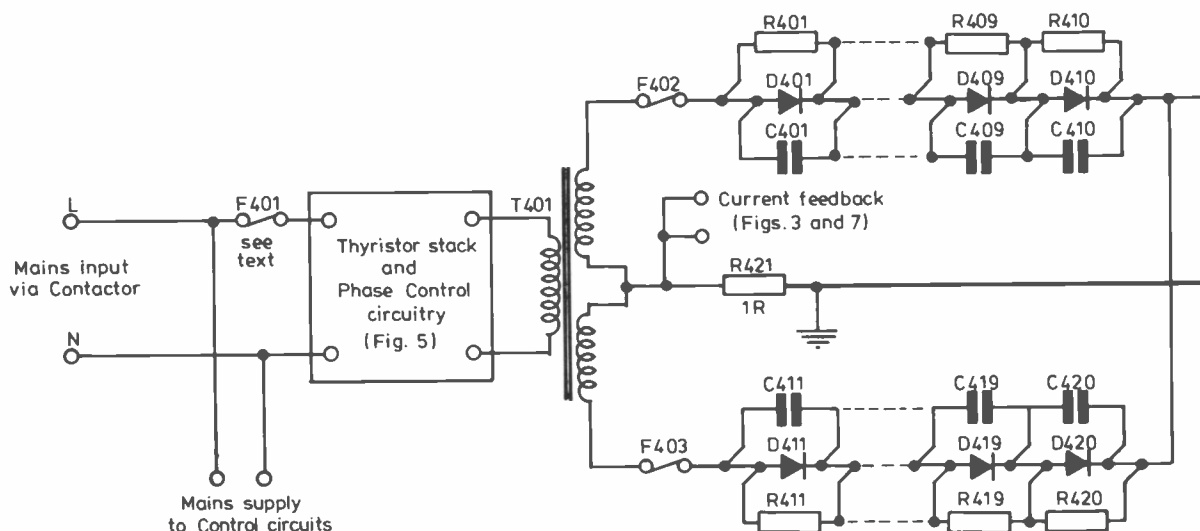 R401
R409
R410
F402
D401
D409
D410
C401
C409
C410
L
F401
see
text
T401
Current feedback
(Figs. 3 and 7)
Mains input
via Contactor
Thyristor stack
and
Phase Control
circuitry
(Fig. 5)
R421
1R
N
C411
C419
C420
F403
D411
D419
D420
R411
R419
R420
Mains supply
to Control circuits